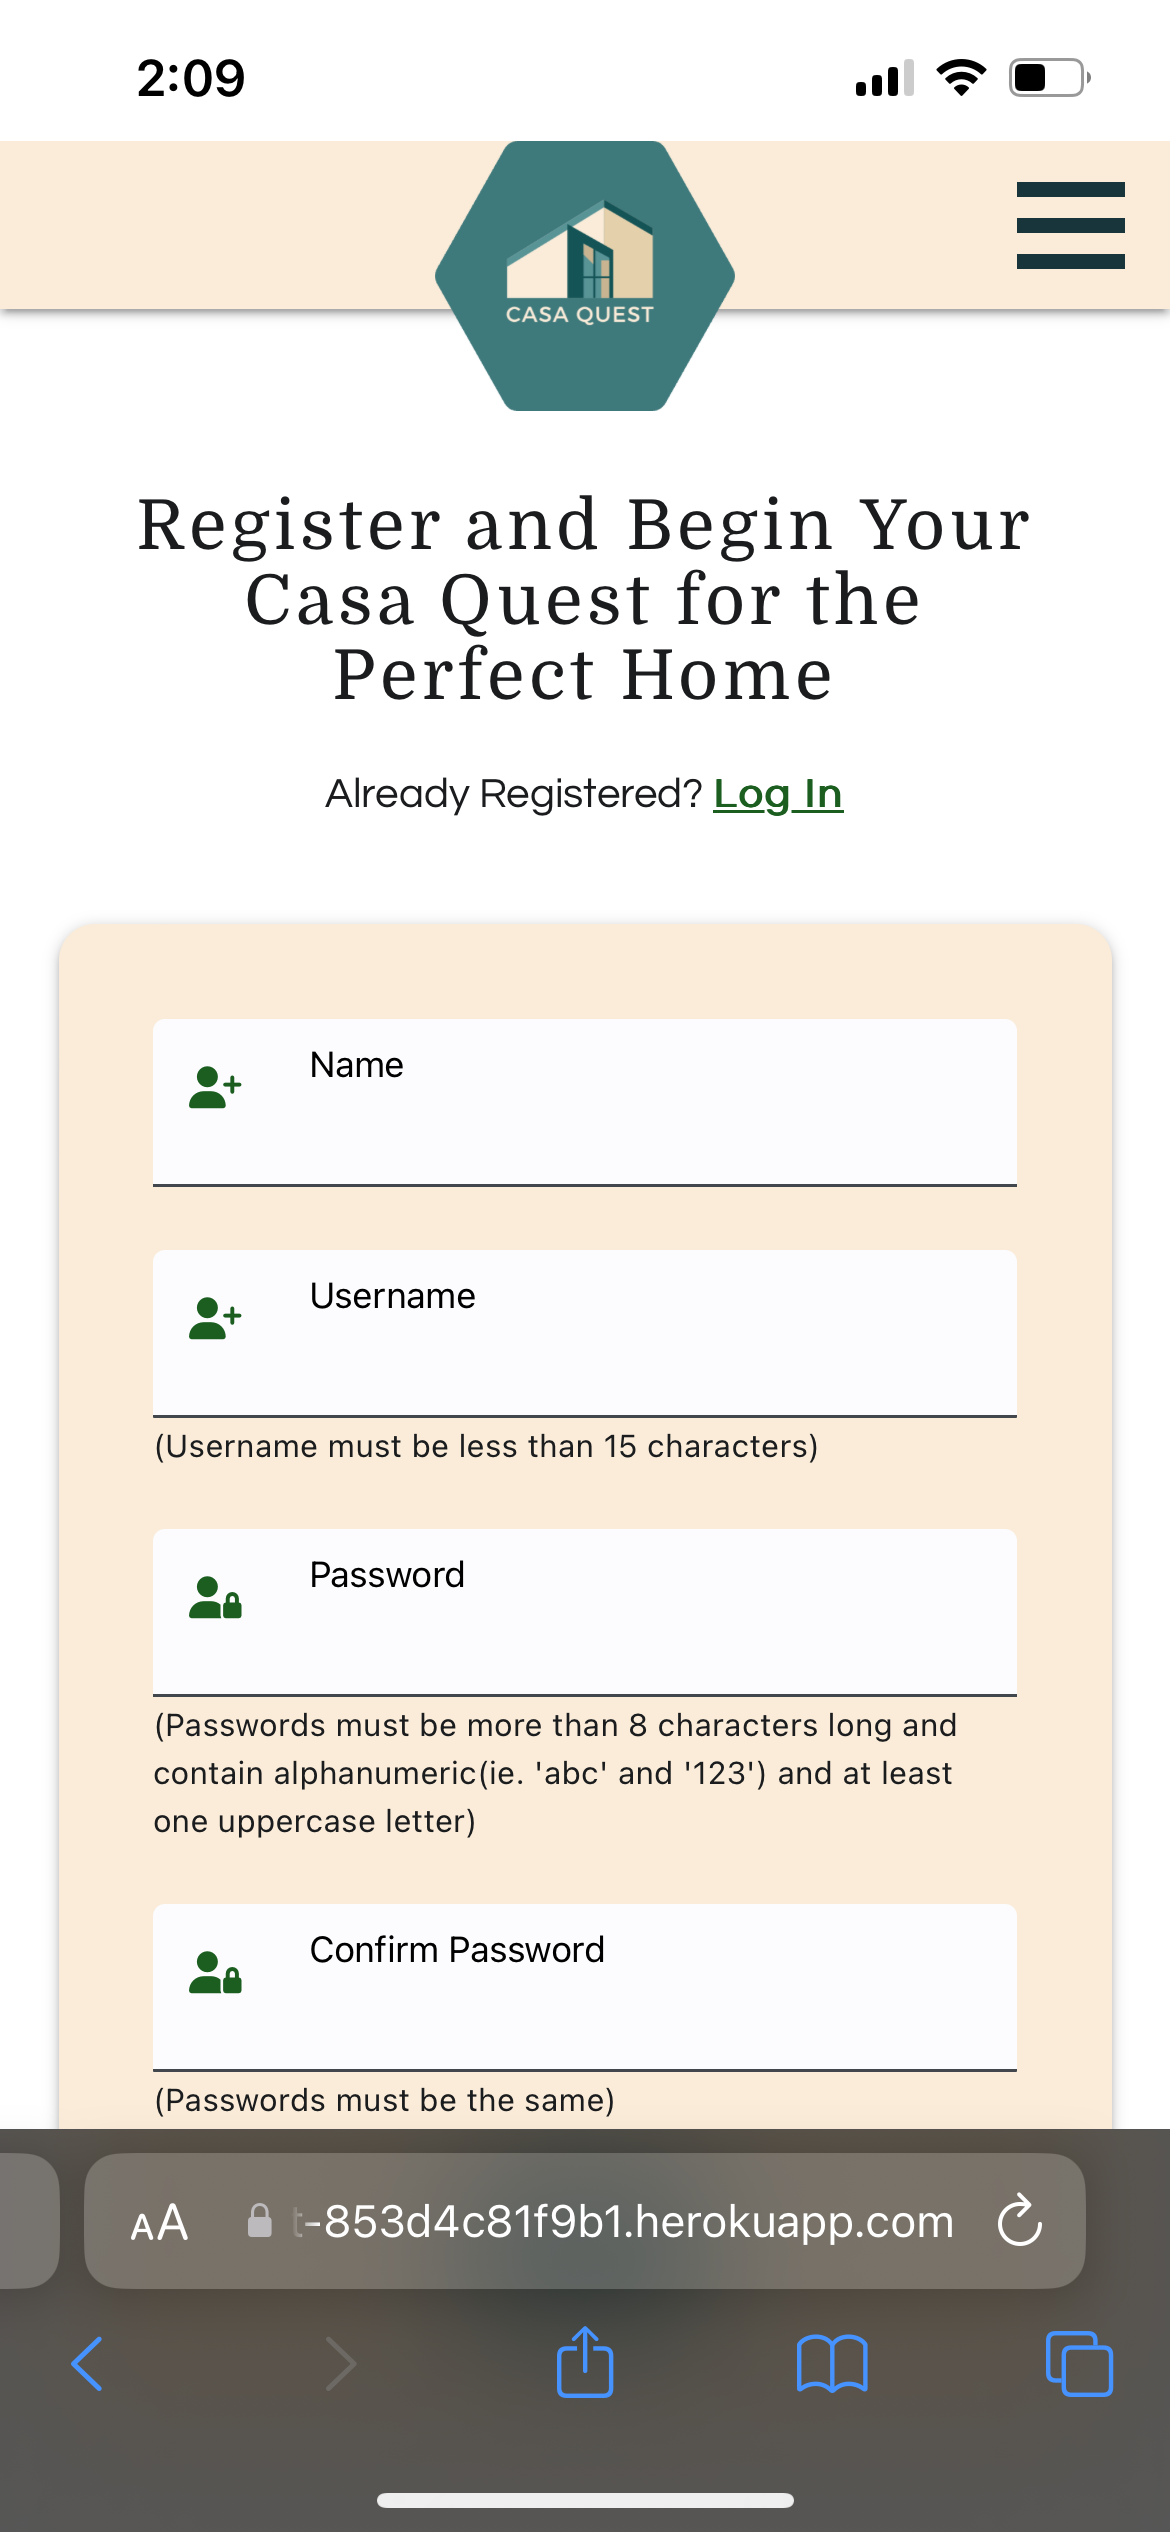 2:09
CASA QUEST
Register and Begin Your
Casa Quest for the
Perfect Home
Already Registered? Log In
Name
Username
(Username must be less than 15 characters)
Password
(Passwords must be more than 8 characters long and
contain alphanumeric(ie. 'abc' and '123') and at least
one uppercase letter)
Confirm Password
(Passwords must be the same)
AA t-853d4c81f9b1.herokuapp.com